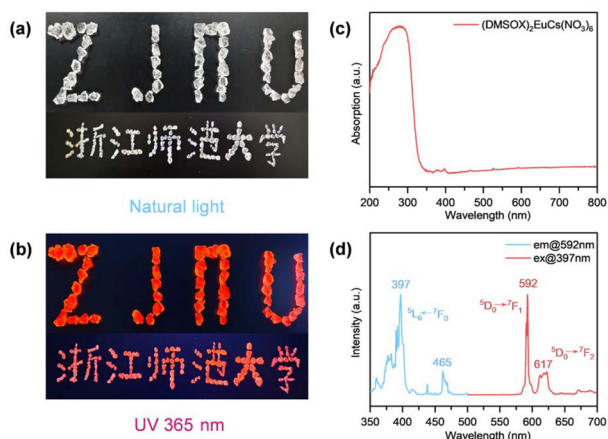 (a)
ZJNU
浙江师范大学
Natural light
(b)
ZJNU
浙江师范大学
UV 365 nm
(c)
(DMSOX)₂EuCs(NO₃)₆
Absorption (a.u.)
200 300 400 500 600 700 800
Wavelength (nm)
(d)
em@592nm
ex@397nm
397
592
⁵L₆←⁷F₀
⁵D₀→⁷F₁
465
617
⁵D₀→⁷F₂
Intensity (a.u.)
350 400 450 500 550 600 650 700
Wavelength (nm)